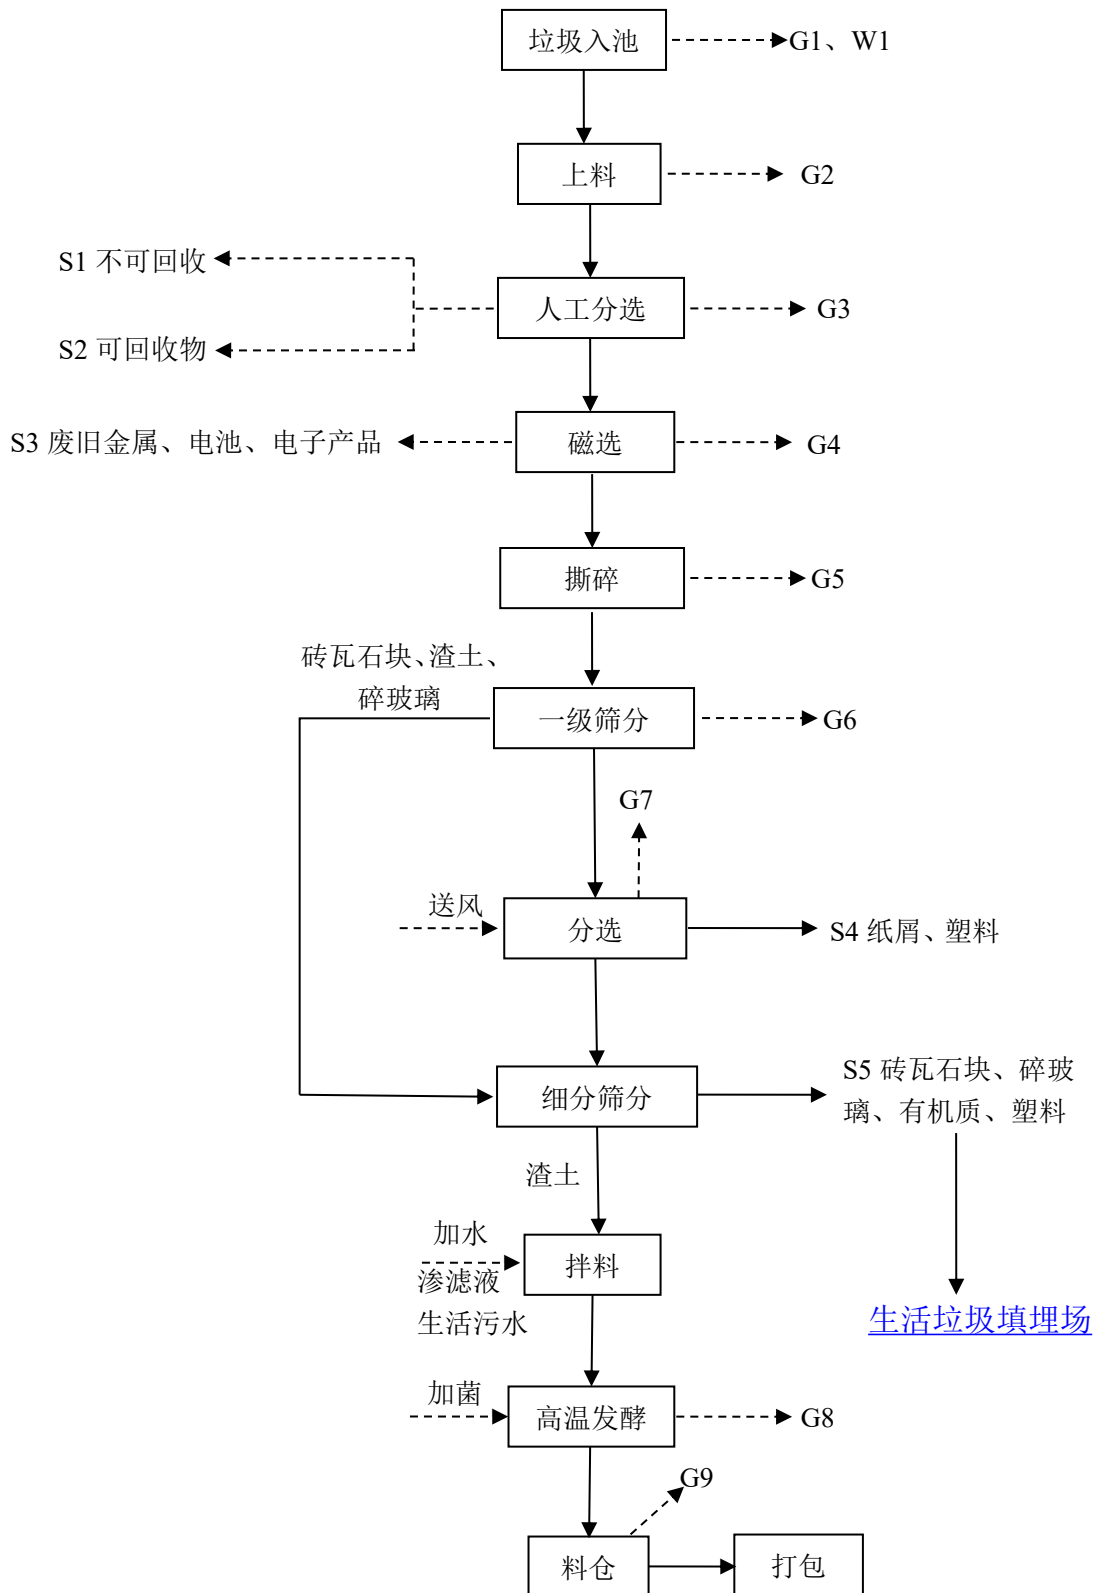 垃圾入池
G1、W1
上料
G2
S1 不可回收
人工分选
G3
S2 可回收物
S3 废旧金属、电池、电子产品
磁选
G4
撕碎
G5
砖瓦石块、渣土、
碎玻璃
一级筛分
G6
G7
送风
分选
S4 纸屑、塑料
细分筛分
S5 砖瓦石块、碎玻
璃、有机质、塑料
渣土
加水
渗滤液
生活污水
拌料
生活垃圾填埋场
加菌
高温发酵
G8
G9
料仓
打包